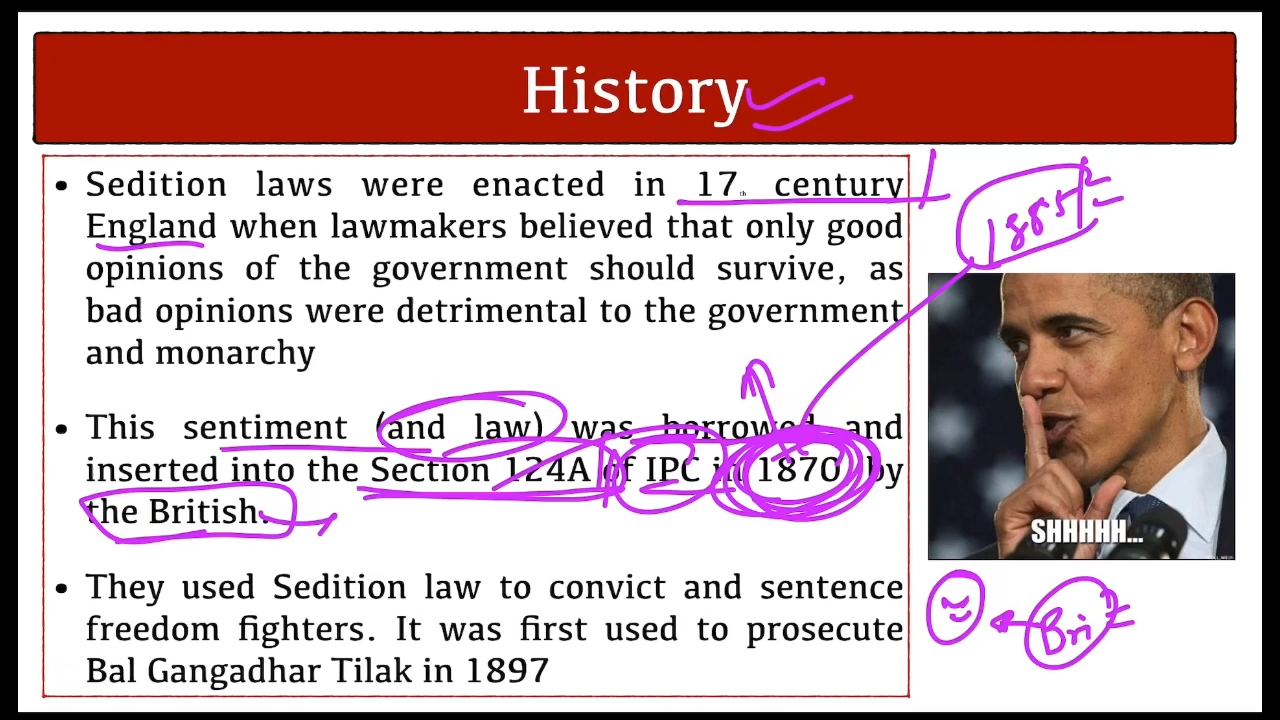 History
• Sedition laws were enacted in 17th century
England when lawmakers believed that only good
opinions of the government should survive, as
bad opinions were detrimental to the government
and monarchy
• This sentiment (and law) was borrowed and
inserted into the Section 124A of IPC in 1870 by
the British.
• They used Sedition law to convict and sentence
freedom fighters. It was first used to prosecute
Bal Gangadhar Tilak in 1897
1885
SHHHHH...
Bri